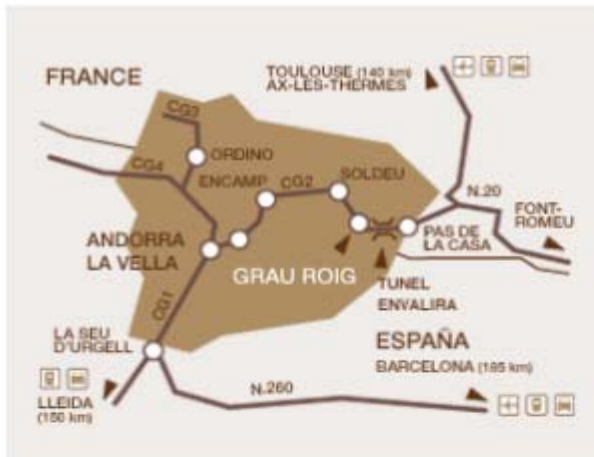 FRANCE
TOULOUSE (140 km)
AX-LES-THERMES
CG3
ORDINO
CG4
ENCAMP
CG2
SOLDEU
N.20
FONT-
ROMEU
ANDORRA
LA VELLA
PAS DE
LA CASA
GRAU ROIG
TUNEL
ENVALIRA
CG1
LA SEU
D'URGELL
ESPAÑA
BARCELONA (195 km)
N.260
LLEIDA
(150 km)